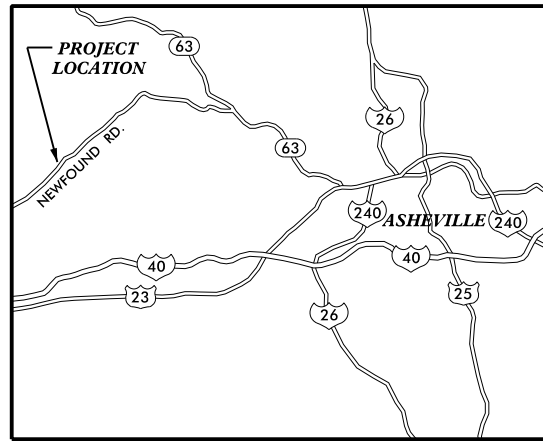 63
PROJECT
LOCATION
NEWFOUND RD.
26
63
240
ASHEVILLE
240
40
40
23
25
26